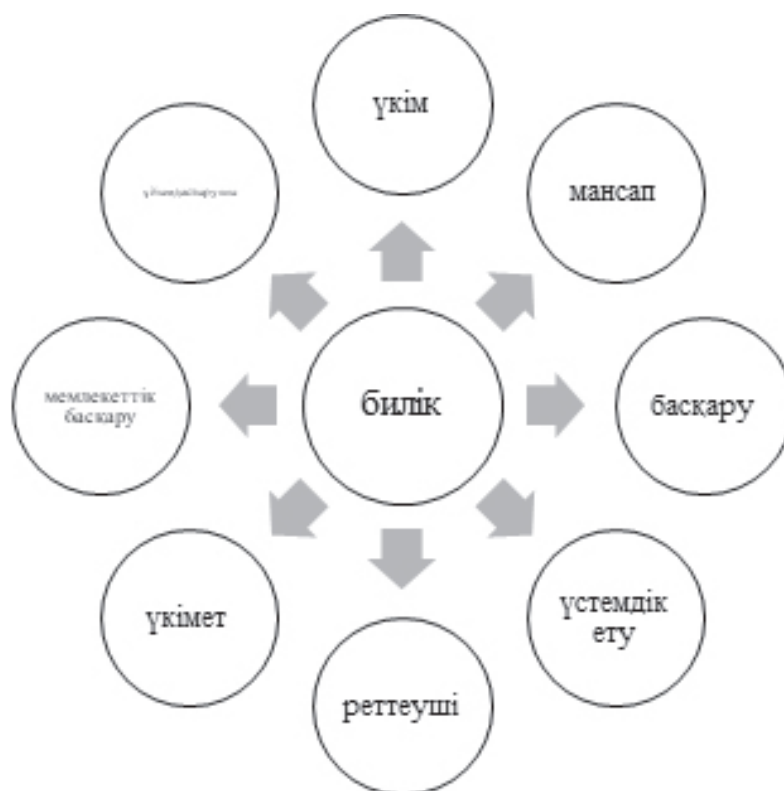 үкім
мансап
басқару
үстемдік
ету
реттеуші
үкімет
мемлекеттік
басқару
билік